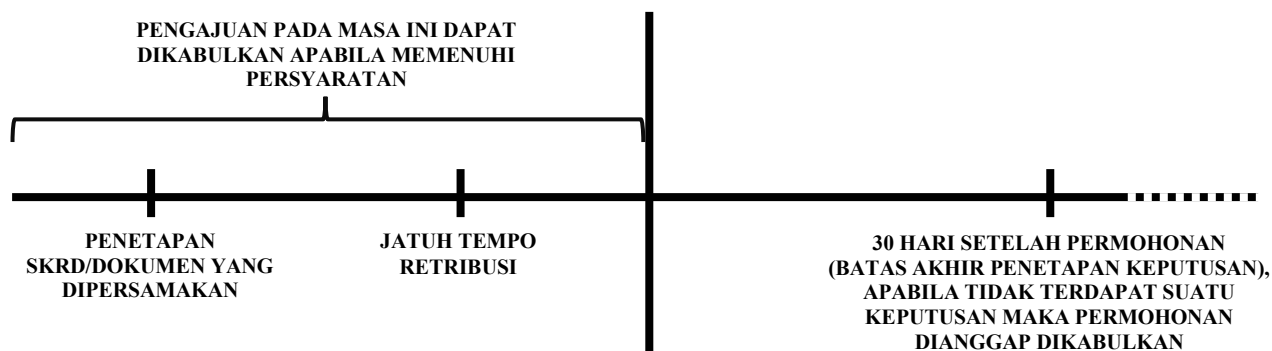 PENGAJUAN PADA MASA INI DAPAT
DIKABULKAN APABILA MEMENUHI
PERSYARATAN
PENETAPAN
SKRD/DOKUMEN YANG
DIPERSAMAKAN
JATUH TEMPO
RETRIBUSI
30 HARI SETELAH PERMOHONAN
(BATAS AKHIR PENETAPAN KEPUTUSAN),
APABILA TIDAK TERDAPAT SUATU
KEPUTUSAN MAKA PERMOHONAN
DIANGGAP DIKABULKAN